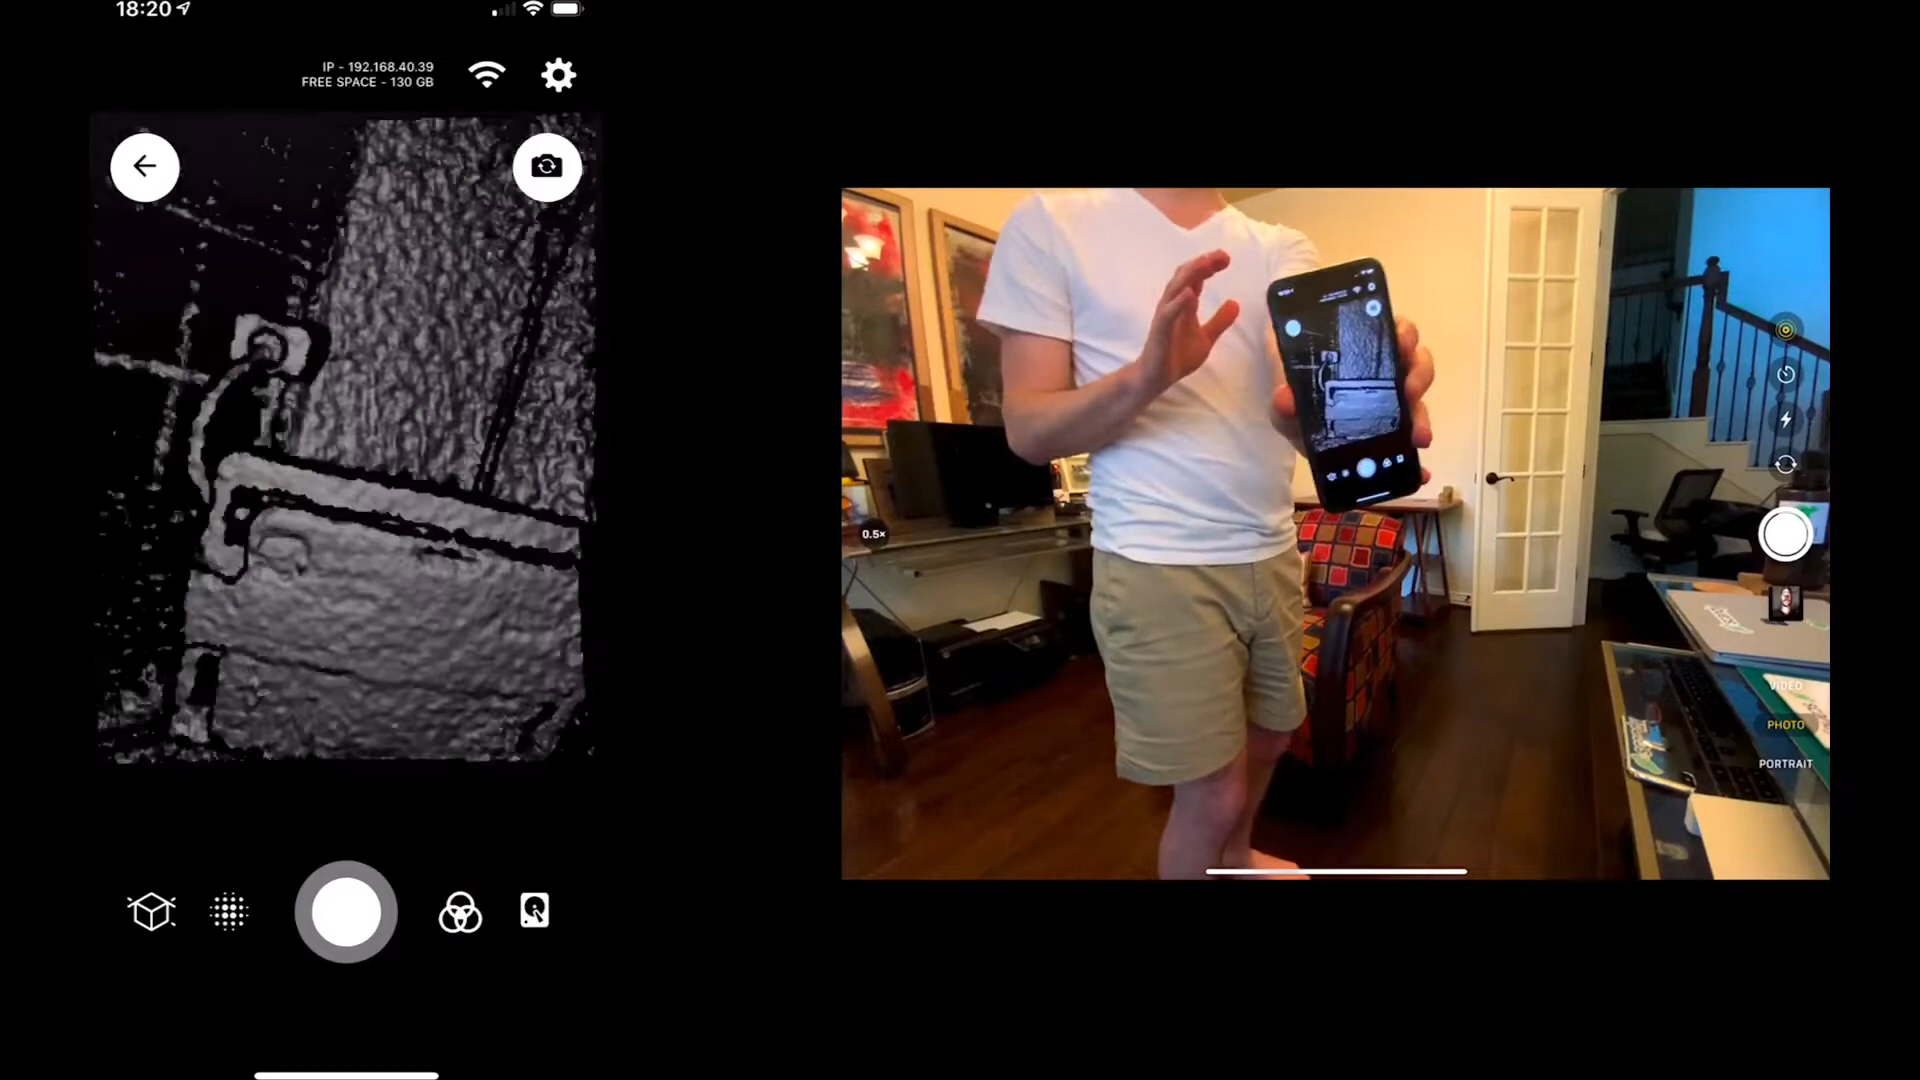 18:20
IP - 192.168.40.39
FREE SPACE - 130 GB
0.5×
VIDEO
PHOTO
PORTRAIT